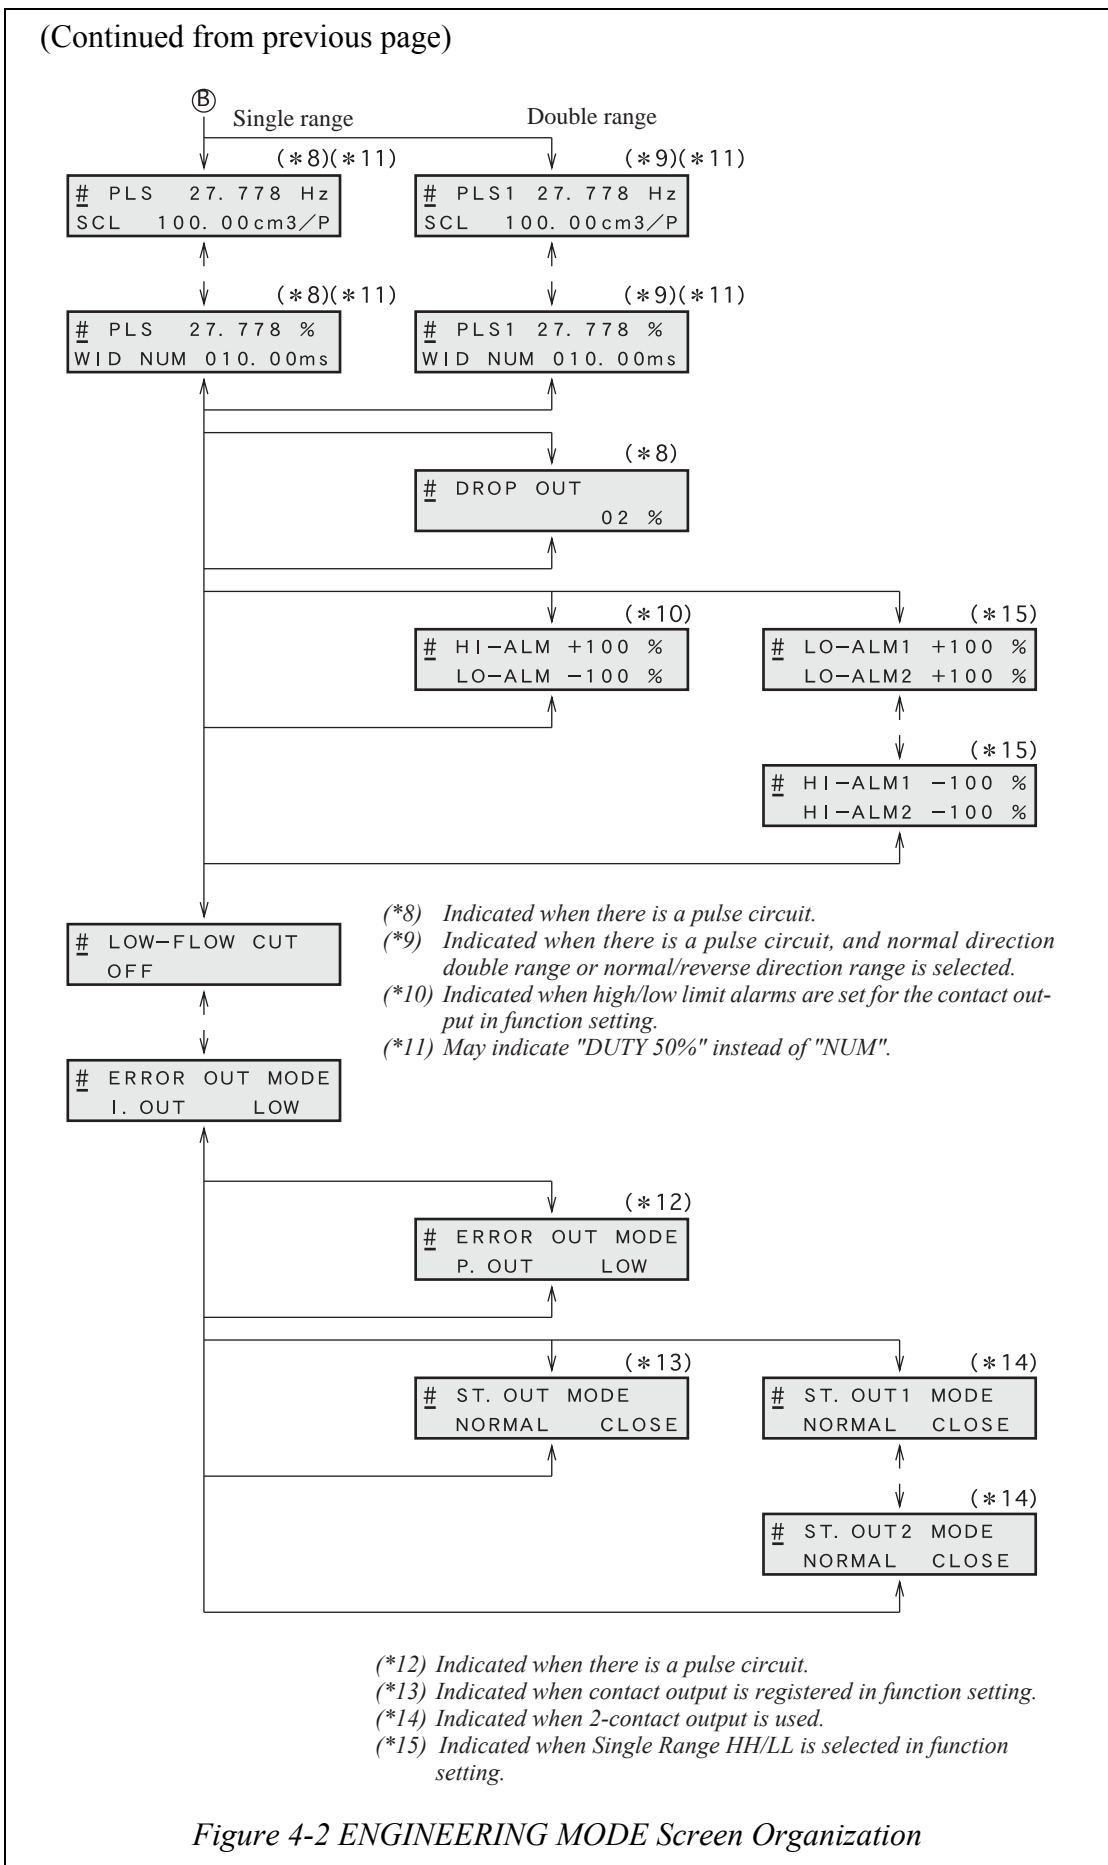 (Continued from previous page)
Ⓑ
Single range
Double range
(*8)(*11)
(*9)(*11)
# PLS 27.778 Hz
SCL 100.00cm3/P
# PLS1 27.778 Hz
SCL 100.00cm3/P
(*8)(*11)
(*9)(*11)
# PLS 27.778 %
WID NUM 010.00ms
# PLS1 27.778 %
WID NUM 010.00ms
(*8)
# DROP OUT
02 %
(*10)
(*15)
# HI-ALM +100 %
LO-ALM -100 %
# LO-ALM1 +100 %
LO-ALM2 +100 %
(*15)
# HI-ALM1 -100 %
HI-ALM2 -100 %
# LOW-FLOW CUT
OFF
(*8) Indicated when there is a pulse circuit.
(*9) Indicated when there is a pulse circuit, and normal direction
double range or normal/reverse direction range is selected.
(*10) Indicated when high/low limit alarms are set for the contact out-
put in function setting.
(*11) May indicate "DUTY 50%" instead of "NUM".
# ERROR OUT MODE
I. OUT LOW
(*12)
# ERROR OUT MODE
P. OUT LOW
(*13)
(*14)
# ST. OUT MODE
NORMAL CLOSE
# ST. OUT1 MODE
NORMAL CLOSE
(*14)
# ST. OUT2 MODE
NORMAL CLOSE
(*12) Indicated when there is a pulse circuit.
(*13) Indicated when contact output is registered in function setting.
(*14) Indicated when 2-contact output is used.
(*15) Indicated when Single Range HH/LL is selected in function
setting.
Figure 4-2 ENGINEERING MODE Screen Organization